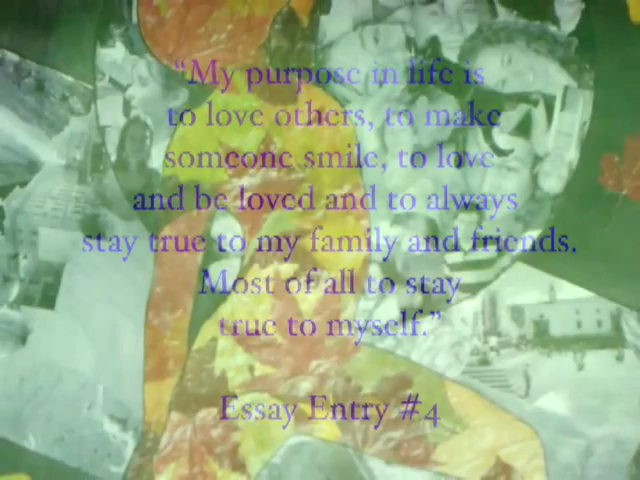 “My purpose in life is
to love others, to make
someone smile, to love
and be loved and to always
stay true to my family and friends.
Most of all to stay
true to myself.”
Essay Entry #4